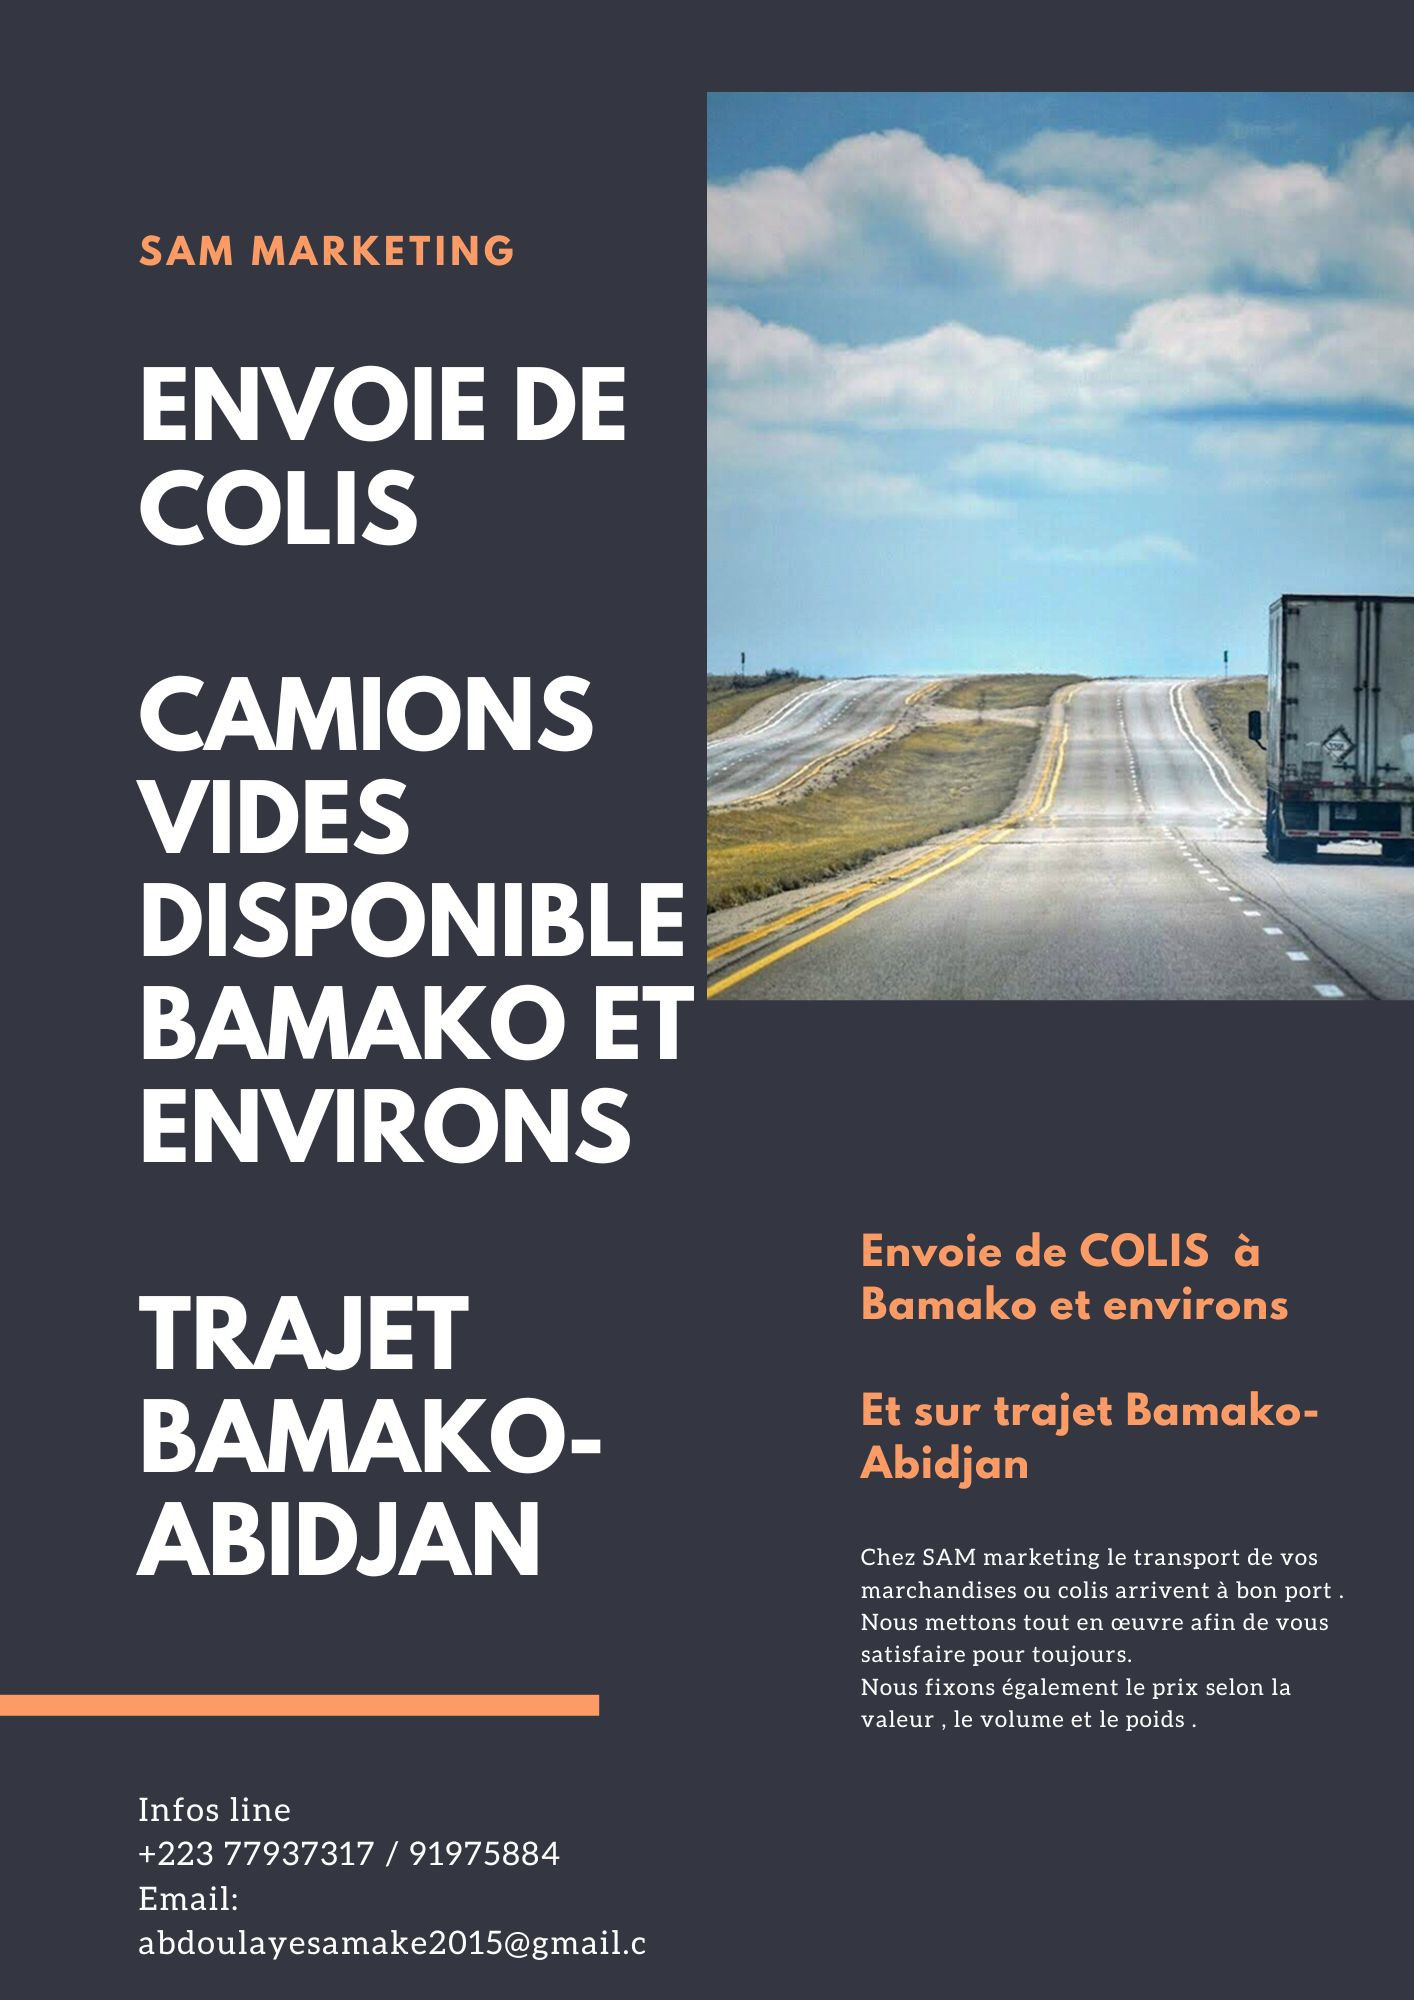 SAM MARKETING
ENVOIE DE
COLIS
CAMIONS
VIDES
DISPONIBLE
BAMAKO ET
ENVIRONS
TRAJET
BAMAKO-
ABIDJAN
Envoie de COLIS à
Bamako et environs
Et sur trajet Bamako-
Abidjan
Chez SAM marketing le transport de vos
marchandises ou colis arrivent à bon port .
Nous mettons tout en œuvre afin de vous
satisfaire pour toujours.
Nous fixons également le prix selon la
valeur , le volume et le poids .
Infos line
+223 77937317 / 91975884
Email:
abdoulayesamake2015@gmail.c